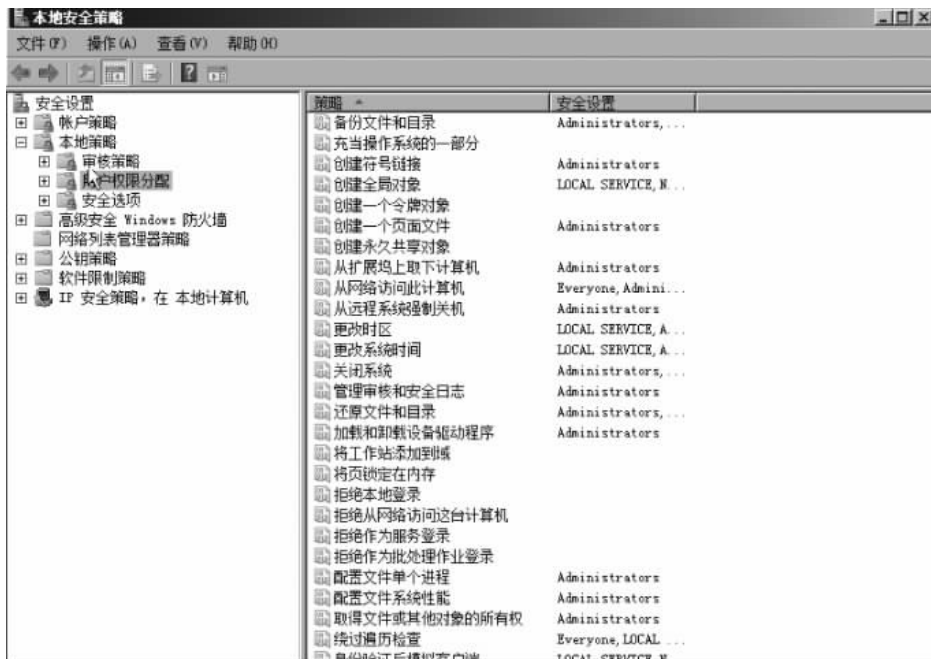 本地安全策略
文件(F) 操作(A) 查看(V) 帮助(H)
安全设置
帐户策略
本地策略
审核策略
用户权限分配
安全选项
高级安全 Windows 防火墙
网络列表管理器策略
公钥策略
软件限制策略
IP 安全策略，在 本地计算机
策略 安全设置
备份文件和目录 Administrators,...
充当操作系统的一部分
创建符号链接 Administrators
创建全局对象 LOCAL SERVICE, N...
创建一个令牌对象
创建一个页面文件 Administrators
创建永久共享对象
从扩展坞上取下计算机 Administrators
从网络访问此计算机 Everyone, Admini...
从远程系统强制关机 Administrators
更改时区 LOCAL SERVICE, A...
更改系统时间 LOCAL SERVICE, A...
关闭系统 Administrators,...
管理审核和安全日志 Administrators
还原文件和目录 Administrators,...
加载和卸载设备驱动程序 Administrators
将工作站添加到域
将页锁定在内存
拒绝本地登录
拒绝从网络访问这台计算机
拒绝作为服务登录
拒绝作为批处理作业登录
配置文件单个进程 Administrators
配置文件系统性能 Administrators
取得文件或其他对象的所有权 Administrators
绕过遍历检查 Everyone, LOCAL ...
身份验证后模拟客户端 LOCAL SERVICE, N...